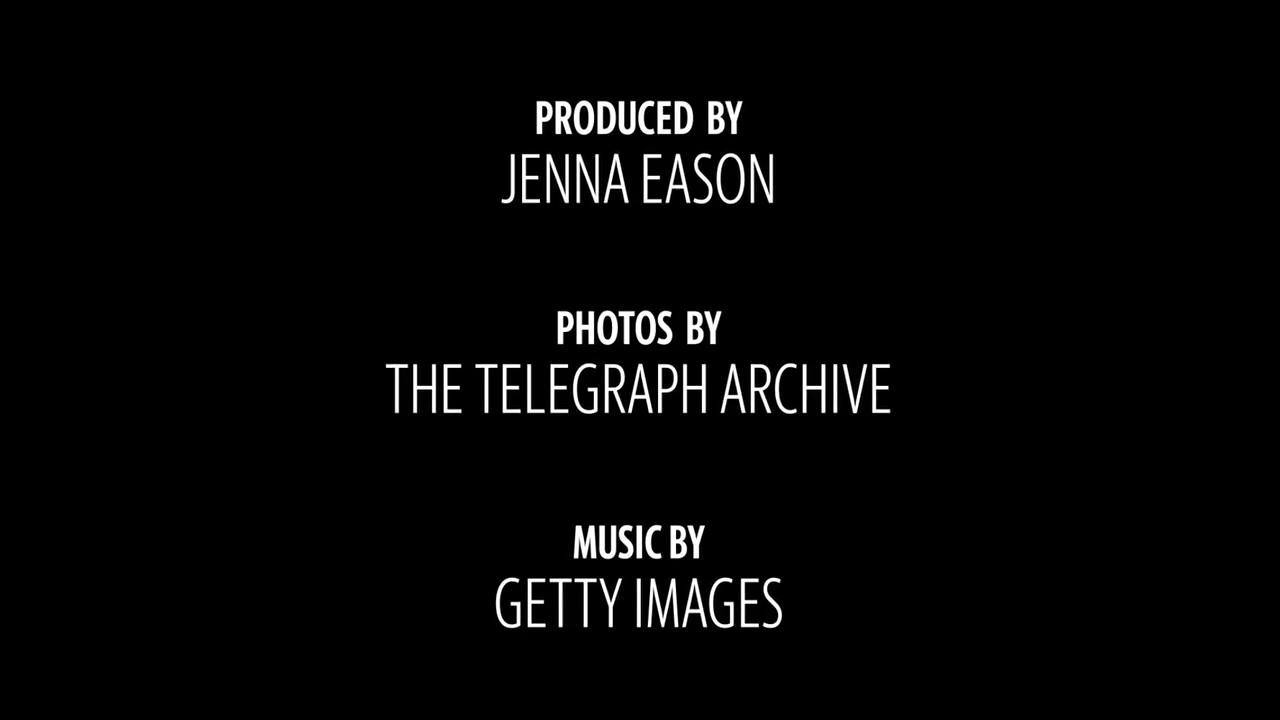 PRODUCED BY
JENNA EASON
PHOTOS BY
THE TELEGRAPH ARCHIVE
MUSIC BY
GETTY IMAGES